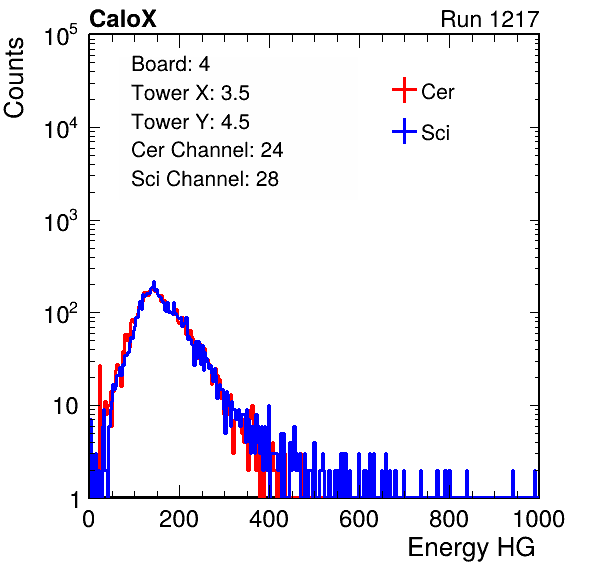 CaloX Run 1217
Counts
10^5
10^4
10^3
10^2
10
1
Board: 4
Tower X: 3.5
Tower Y: 4.5
Cer Channel: 24
Sci Channel: 28
Cer
Sci
0 200 400 600 800 1000
Energy HG